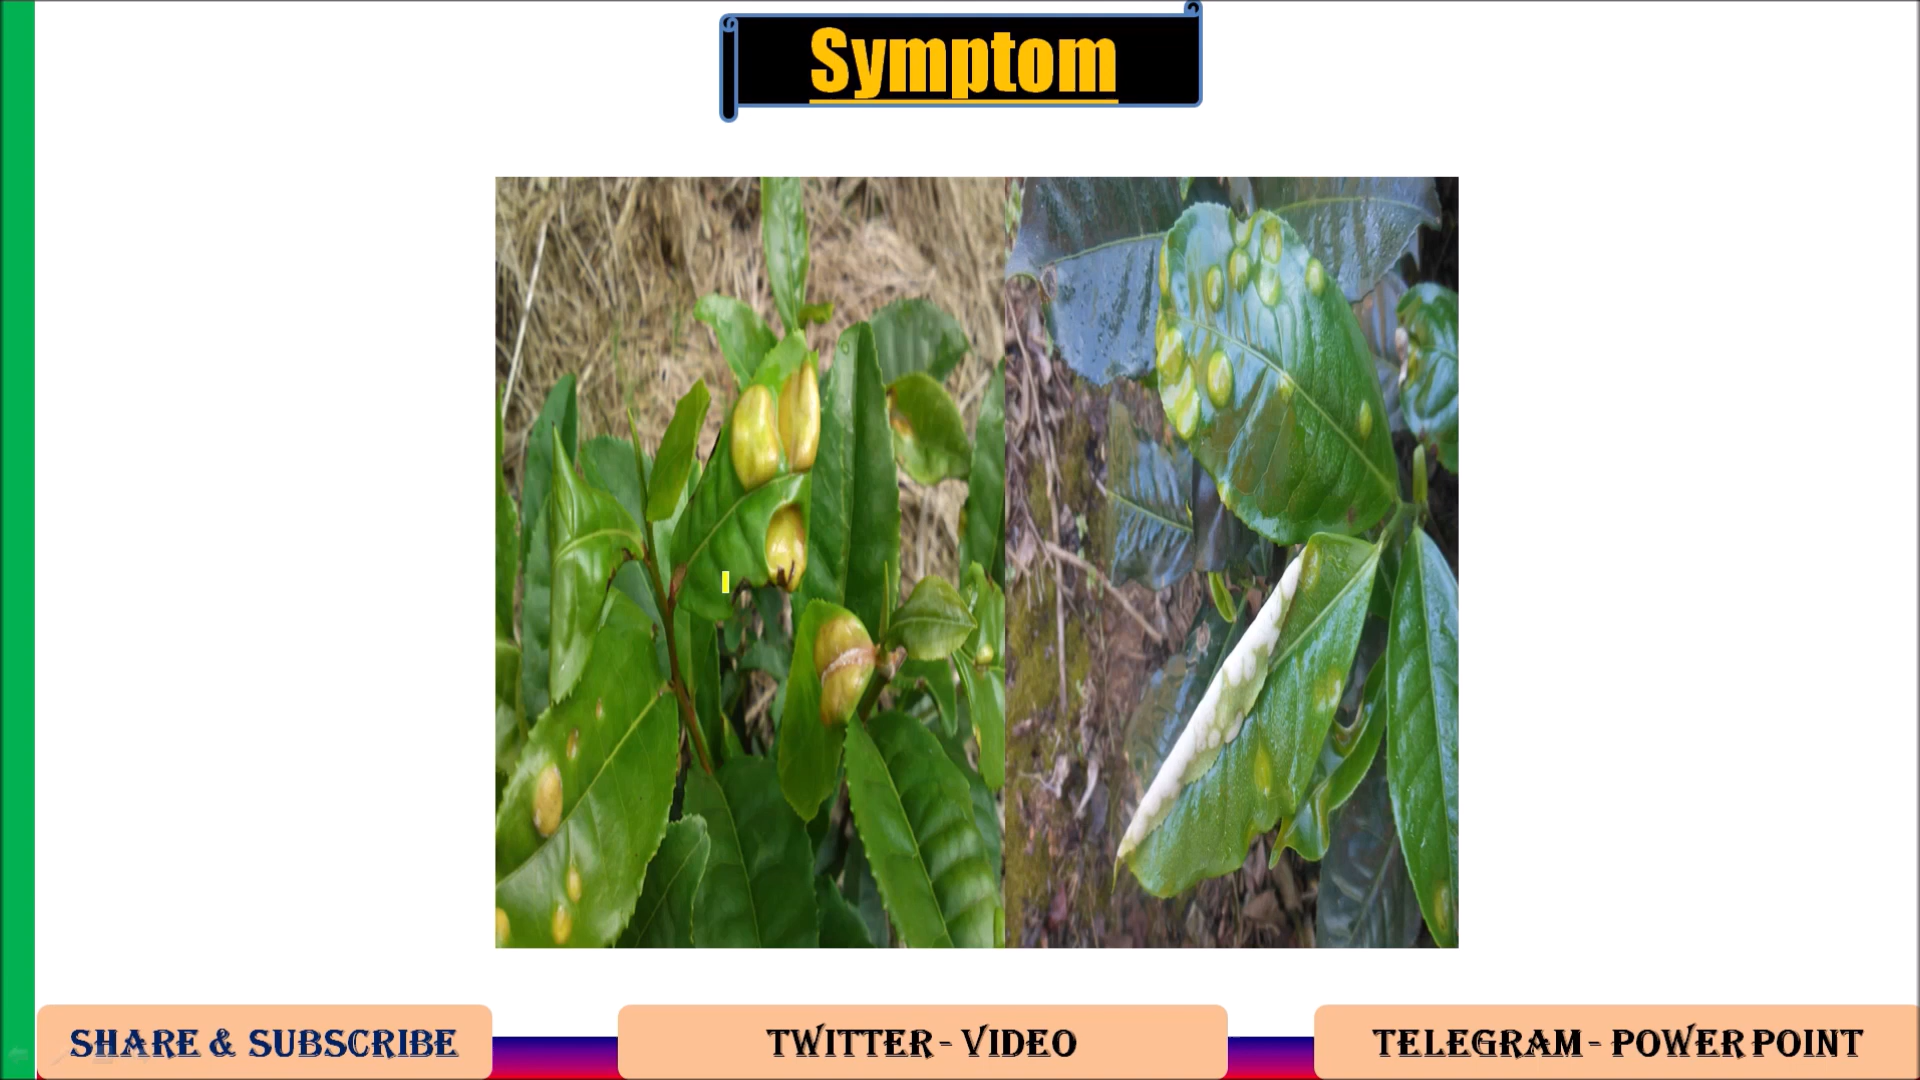 Symptom
SHARE & SUBSCRIBE
TWITTER - VIDEO
TELEGRAM - POWER POINT